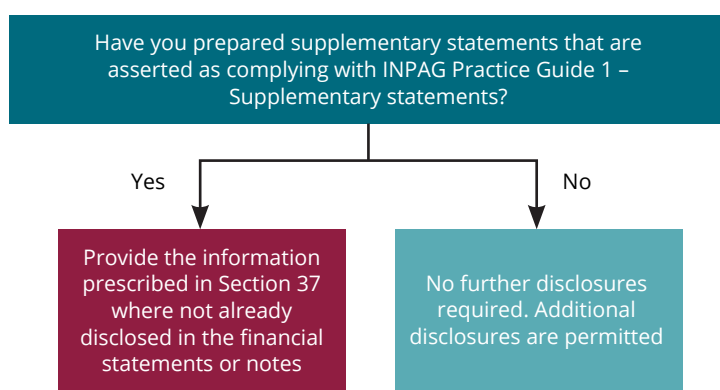 Have you prepared supplementary statements that are
asserted as complying with INPAG Practice Guide 1 –
Supplementary statements?
Yes
No
Provide the information
prescribed in Section 37
where not already
disclosed in the financial
statements or notes
No further disclosures
required. Additional
disclosures are permitted